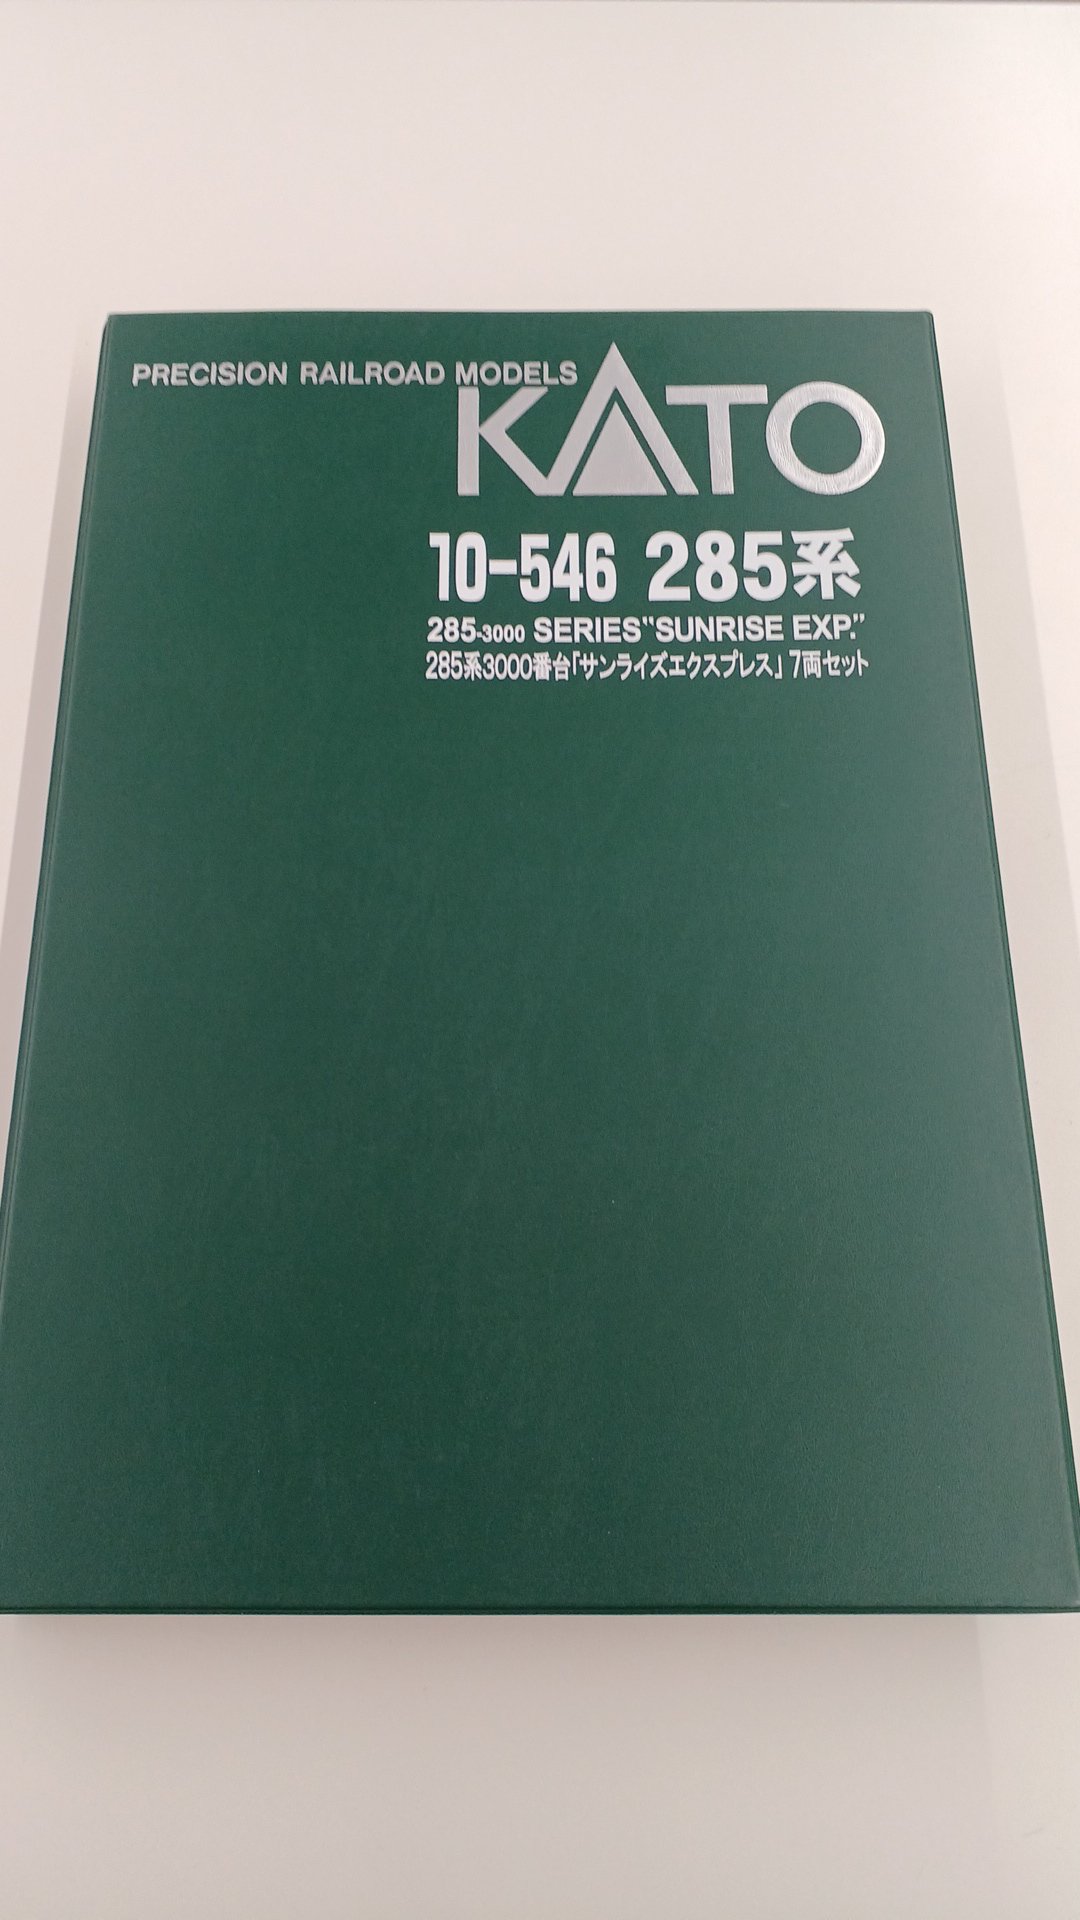 PRECISION RAILROAD MODELS
KATO
10-546 285系
285-3000 SERIES"SUNRISE EXP."
285系3000番台「サンライズエクスプレス」7両セット